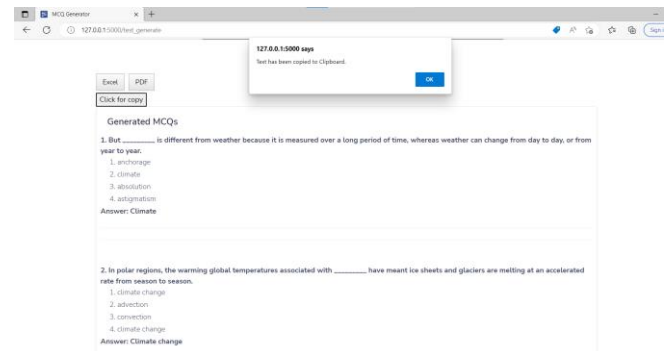 MCQ Generator
127.0.0.1:5000/test_generate
Sign in
127.0.0.1:5000 says
Text has been copied to Clipboard.
OK
Excel
PDF
Click for copy
Generated MCQs
1. But ________ is different from weather because it is measured over a long period of time, whereas weather can change from day to day, or from
year to year.
1. anchorage
2. climate
3. absolution
4. astigmatism
Answer: Climate
2. In polar regions, the warming global temperatures associated with ________ have meant ice sheets and glaciers are melting at an accelerated
rate from season to season.
1. climate change
2. advection
3. convection
4. climate change
Answer: Climate change